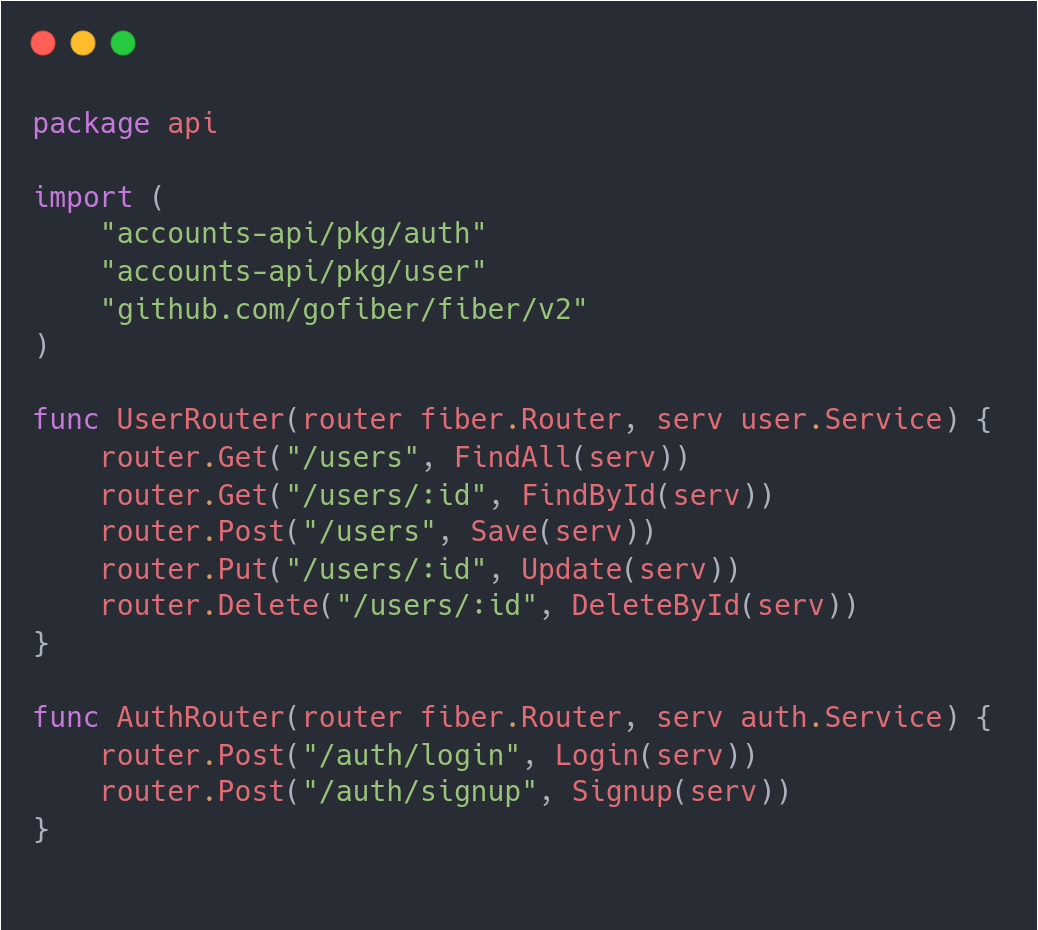 package api

import (
    "accounts-api/pkg/auth"
    "accounts-api/pkg/user"
    "github.com/gofiber/fiber/v2"
)

func UserRouter(router fiber.Router, serv user.Service) {
    router.Get("/users", FindAll(serv))
    router.Get("/users/:id", FindById(serv))
    router.Post("/users", Save(serv))
    router.Put("/users/:id", Update(serv))
    router.Delete("/users/:id", DeleteById(serv))
}

func AuthRouter(router fiber.Router, serv auth.Service) {
    router.Post("/auth/login", Login(serv))
    router.Post("/auth/signup", Signup(serv))
}